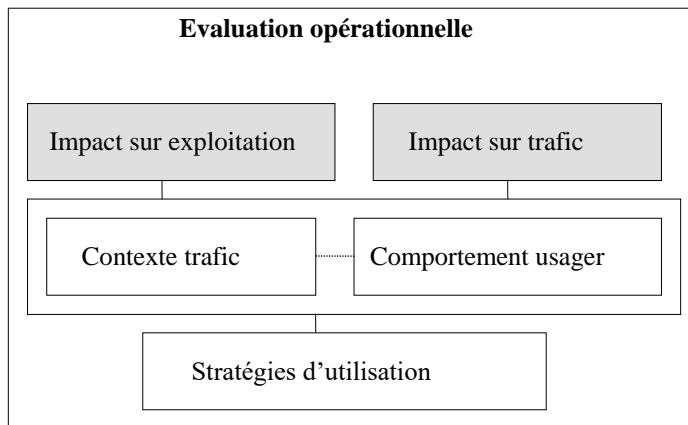 Evaluation opérationnelle
Impact sur exploitation
Impact sur trafic
Contexte trafic
Comportement usager
Stratégies d’utilisation